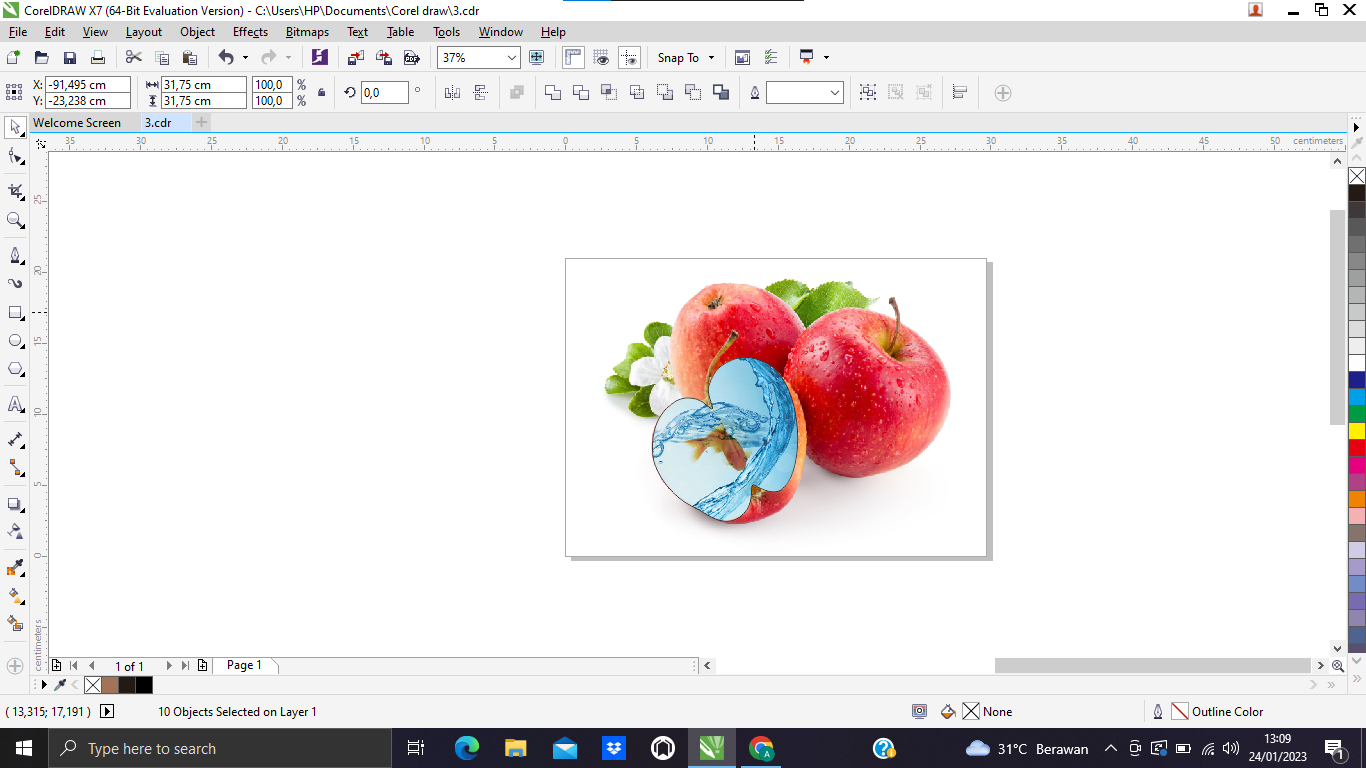 CorelDRAW X7 (64-Bit Evaluation Version) - C:\Users\HP\Documents\Corel draw\3.cdr
File Edit View Layout Object Effects Bitmaps Text Table Tools Window Help
37% Snap To
X: -91,495 cm 31,75 cm 100,0 % 0,0 °
Y: -23,238 cm 31,75 cm 100,0 %
Welcome Screen 3.cdr
35 30 25 20 15 10 5 0 5 10 15 20 25 30 35 40 45 50 centimeters
25
20
15
10
5
0
centimeters
1 of 1 Page 1
( 13,315; 17,191 ) 10 Objects Selected on Layer 1 None Outline Color
Type here to search 31°C Berawan 13:09
24/01/2023 1